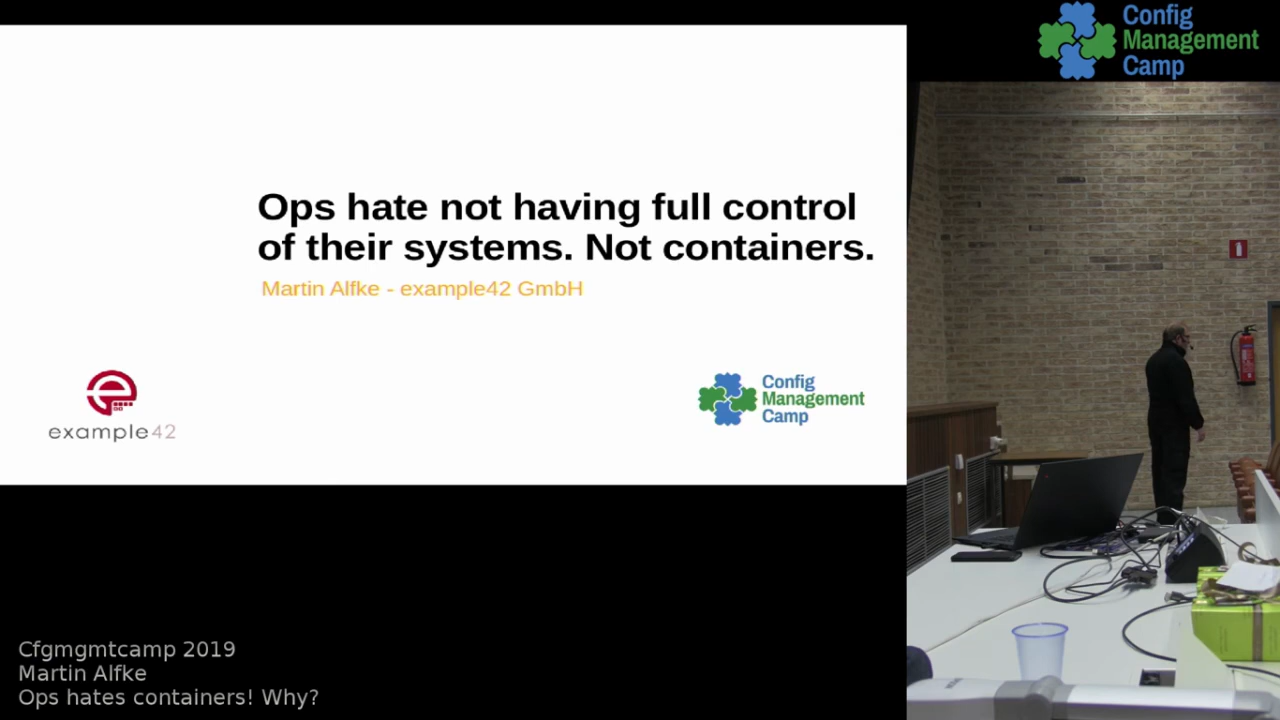 Config
Management
Camp
Ops hate not having full control
of their systems. Not containers.
Martin Alfke - example42 GmbH
example42
Config
Management
Camp
Cfgmgmtcamp 2019
Martin Alfke
Ops hates containers! Why?